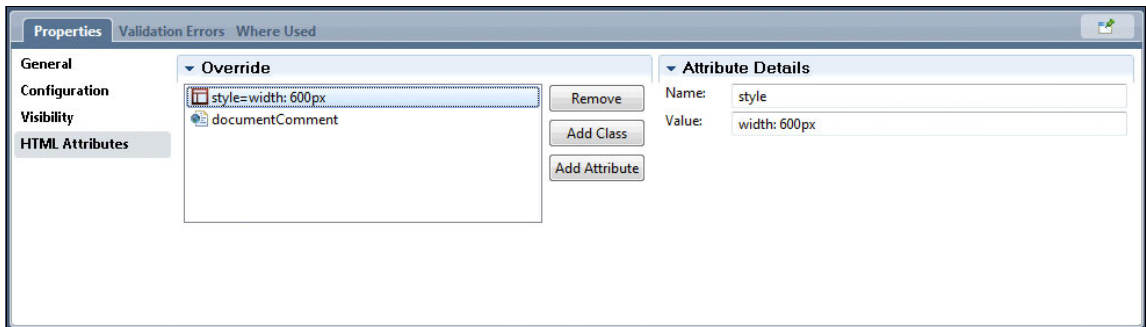 Properties Validation Errors Where Used
General
Configuration
Visibility
HTML Attributes
Override
style=width: 600px
documentComment
Remove
Add Class
Add Attribute
Attribute Details
Name: style
Value: width: 600px